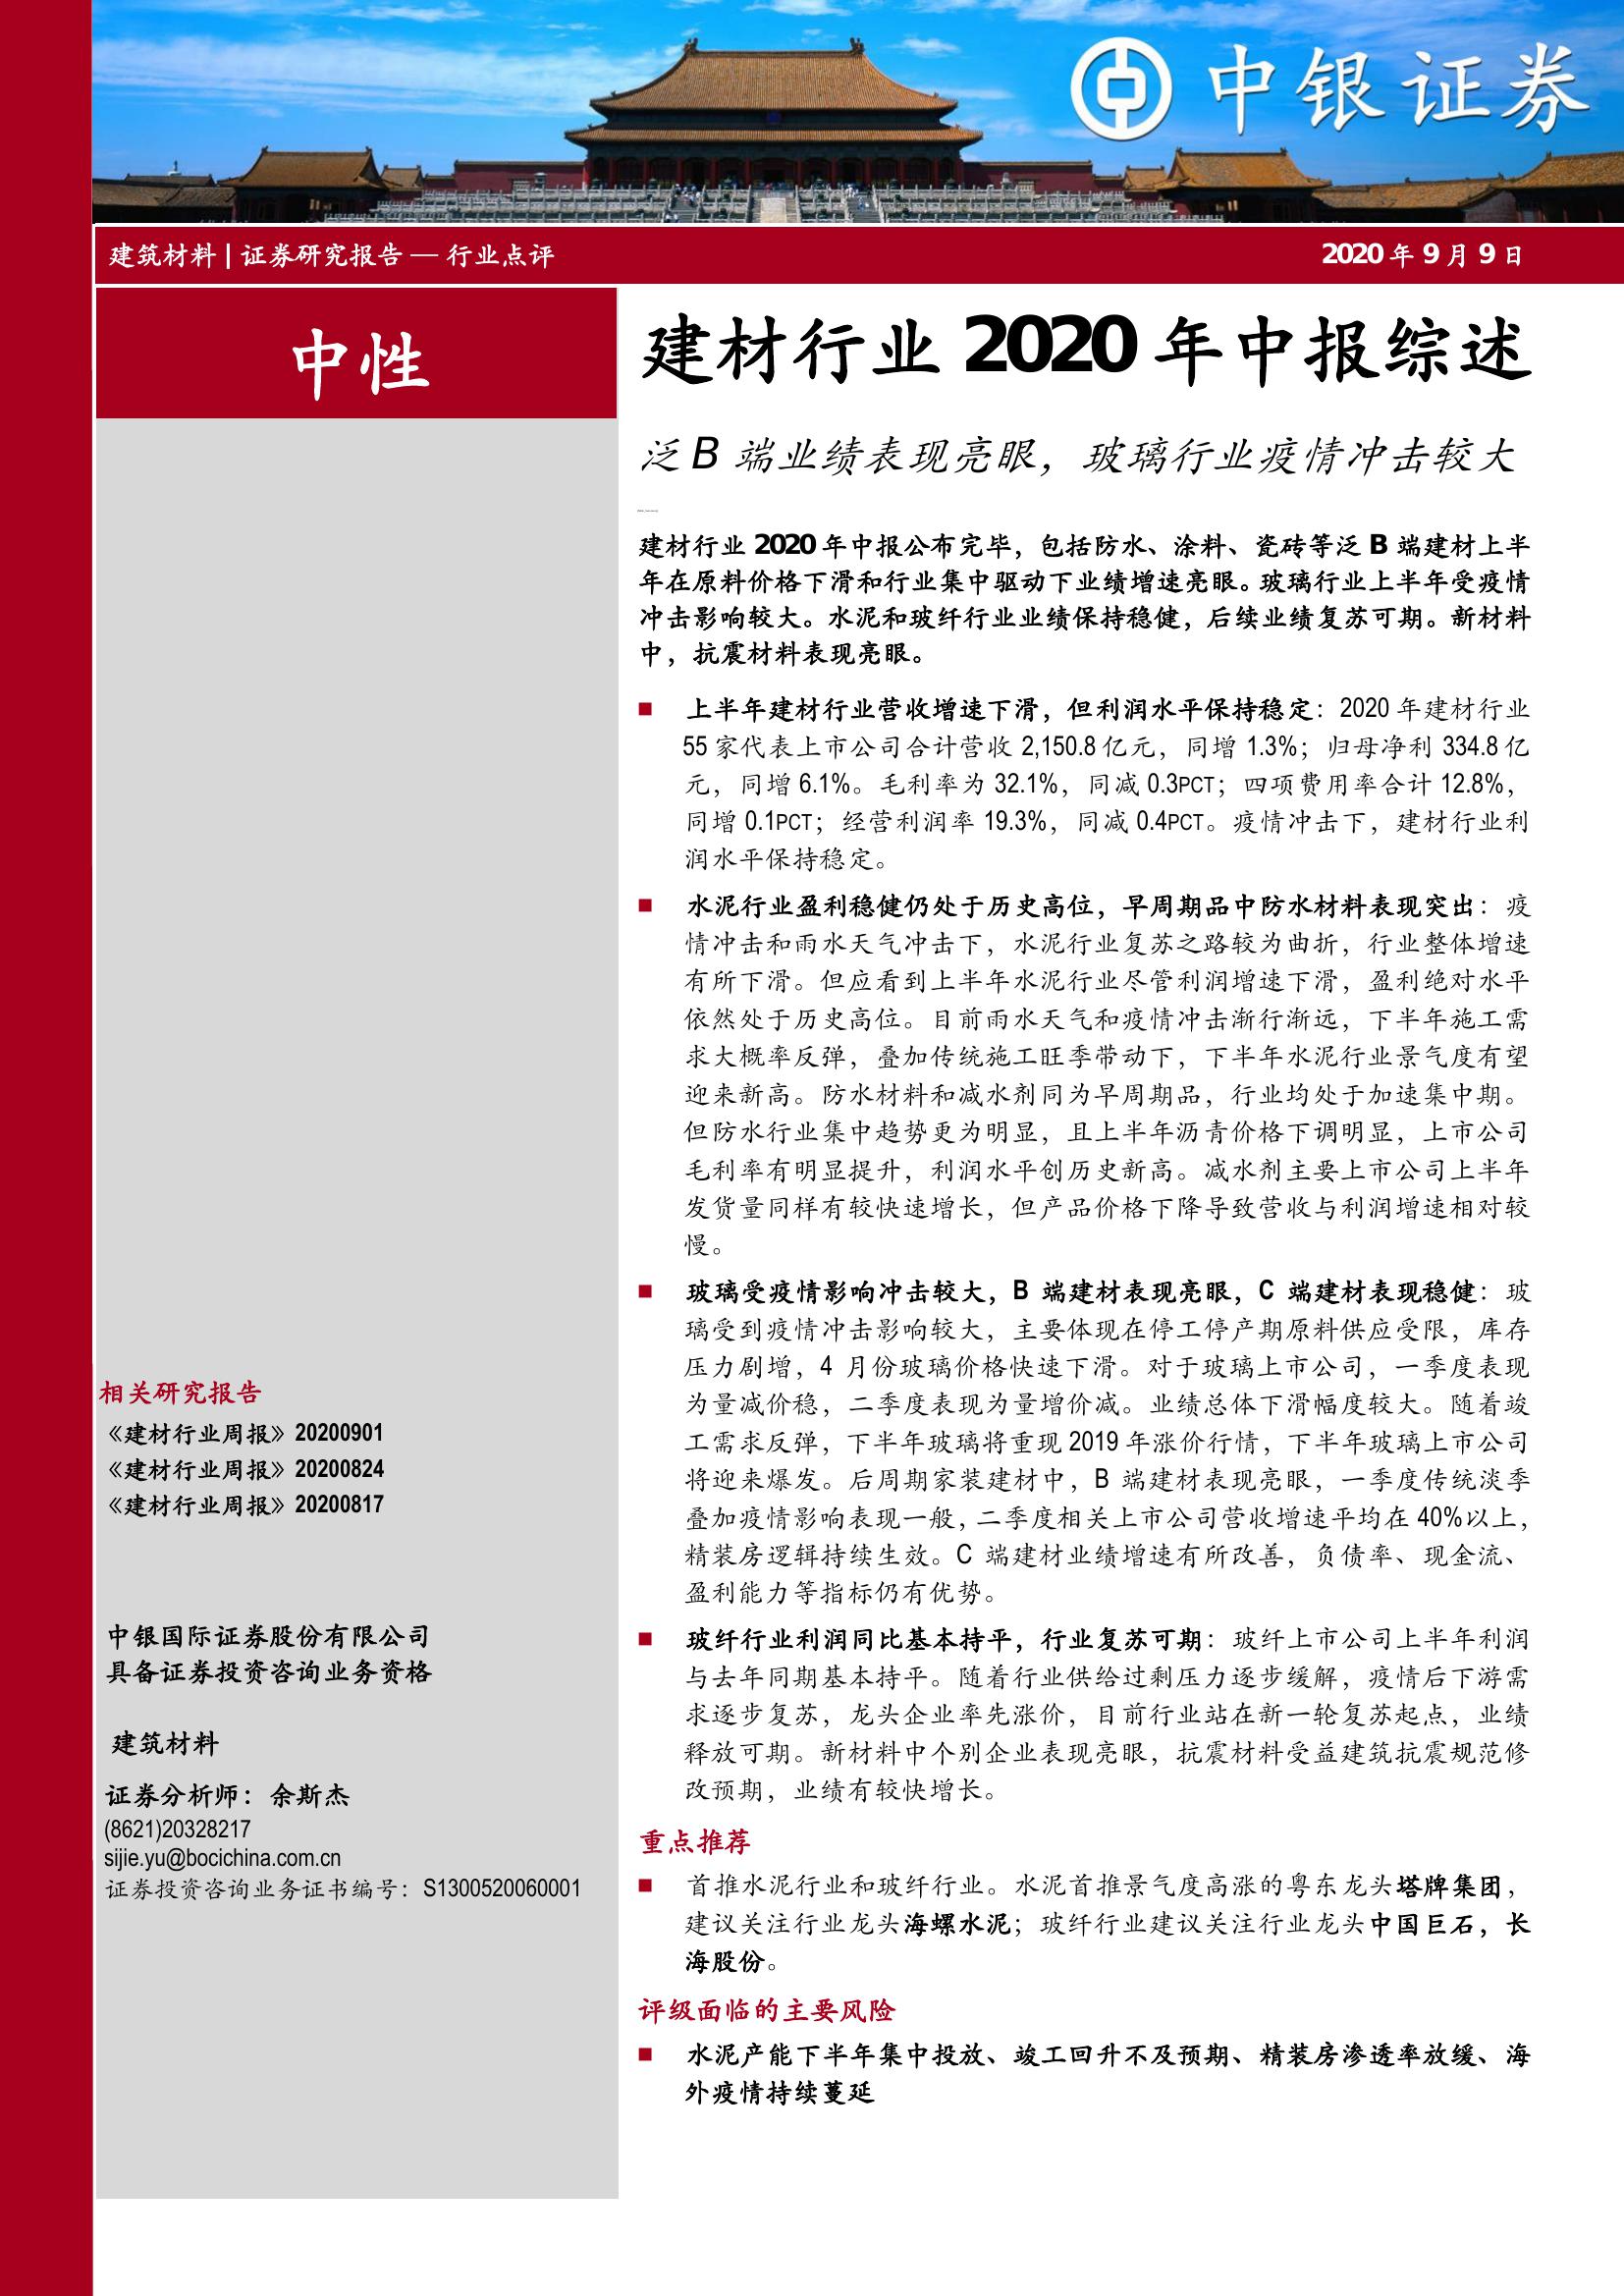 中银证券
建筑材料 | 证券研究报告 — 行业点评
2020 年 9 月 9 日
中性
建材行业 2020 年中报综述
泛 B 端业绩表现亮眼，玻璃行业疫情冲击较大
建材行业 2020 年中报公布完毕，包括防水、涂料、瓷砖等泛 B 端建材上半
年在原料价格下滑和行业集中驱动下业绩增速亮眼。玻璃行业上半年受疫情
冲击影响较大。水泥和玻纤行业业绩保持稳健，后续业绩复苏可期。新材料
中，抗震材料表现亮眼。
■ 上半年建材行业营收增速下滑，但利润水平保持稳定：2020 年建材行业
55 家代表上市公司合计营收 2,150.8 亿元，同增 1.3%；归母净利 334.8 亿
元，同增 6.1%。毛利率为 32.1%，同减 0.3PCT；四项费用率合计 12.8%，
同增 0.1PCT；经营利润率 19.3%，同减 0.4PCT。疫情冲击下，建材行业利
润水平保持稳定。
■ 水泥行业盈利稳健仍处于历史高位，早周期品中防水材料表现突出：疫
情冲击和雨水天气冲击下，水泥行业复苏之路较为曲折，行业整体增速
有所下滑。但应看到上半年水泥行业尽管利润增速下滑，盈利绝对水平
依然处于历史高位。目前雨水天气和疫情冲击渐行渐远，下半年施工需
求大概率反弹，叠加传统施工旺季带动下，下半年水泥行业景气度有望
迎来新高。防水材料和减水剂同为早周期品，行业均处于加速集中期。
但防水行业集中趋势更为明显，且上半年沥青价格下调明显，上市公司
毛利率有明显提升，利润水平创历史新高。减水剂主要上市公司上半年
发货量同样有较快速增长，但产品价格下降导致营收与利润增速相对较
慢。
■ 玻璃受疫情影响冲击较大，B 端建材表现亮眼，C 端建材表现稳健：玻
璃受到疫情冲击影响较大，主要体现在停工停产期原料供应受限，库存
压力剧增，4 月份玻璃价格快速下滑。对于玻璃上市公司，一季度表现
为量减价稳，二季度表现为量增价减。业绩总体下滑幅度较大。随着竣
工需求反弹，下半年玻璃将重现 2019 年涨价行情，下半年玻璃上市公司
将迎来爆发。后周期家装建材中，B 端建材表现亮眼，一季度传统淡季
叠加疫情影响表现一般，二季度相关上市公司营收增速平均在 40%以上，
精装房逻辑持续生效。C 端建材业绩增速有所改善，负债率、现金流、
盈利能力等指标仍有优势。
■ 玻纤行业利润同比基本持平，行业复苏可期：玻纤上市公司上半年利润
与去年同期基本持平。随着行业供给过剩压力逐步缓解，疫情后下游需
求逐步复苏，龙头企业率先涨价，目前行业站在新一轮复苏起点，业绩
释放可期。新材料中个别企业表现亮眼，抗震材料受益建筑抗震规范修
改预期，业绩有较快增长。
重点推荐
■ 首推水泥行业和玻纤行业。水泥首推景气度高涨的粤东龙头塔牌集团，
建议关注行业龙头海螺水泥；玻纤行业建议关注行业龙头中国巨石，长
海股份。
评级面临的主要风险
■ 水泥产能下半年集中投放、竣工回升不及预期、精装房渗透率放缓、海
外疫情持续蔓延
相关研究报告
《建材行业周报》20200901
《建材行业周报》20200824
《建材行业周报》20200817
中银国际证券股份有限公司
具备证券投资咨询业务资格
建筑材料
证券分析师：余斯杰
(8621)20328217
sijie.yu@bocichina.com.cn
证券投资咨询业务证书编号：S1300520060001